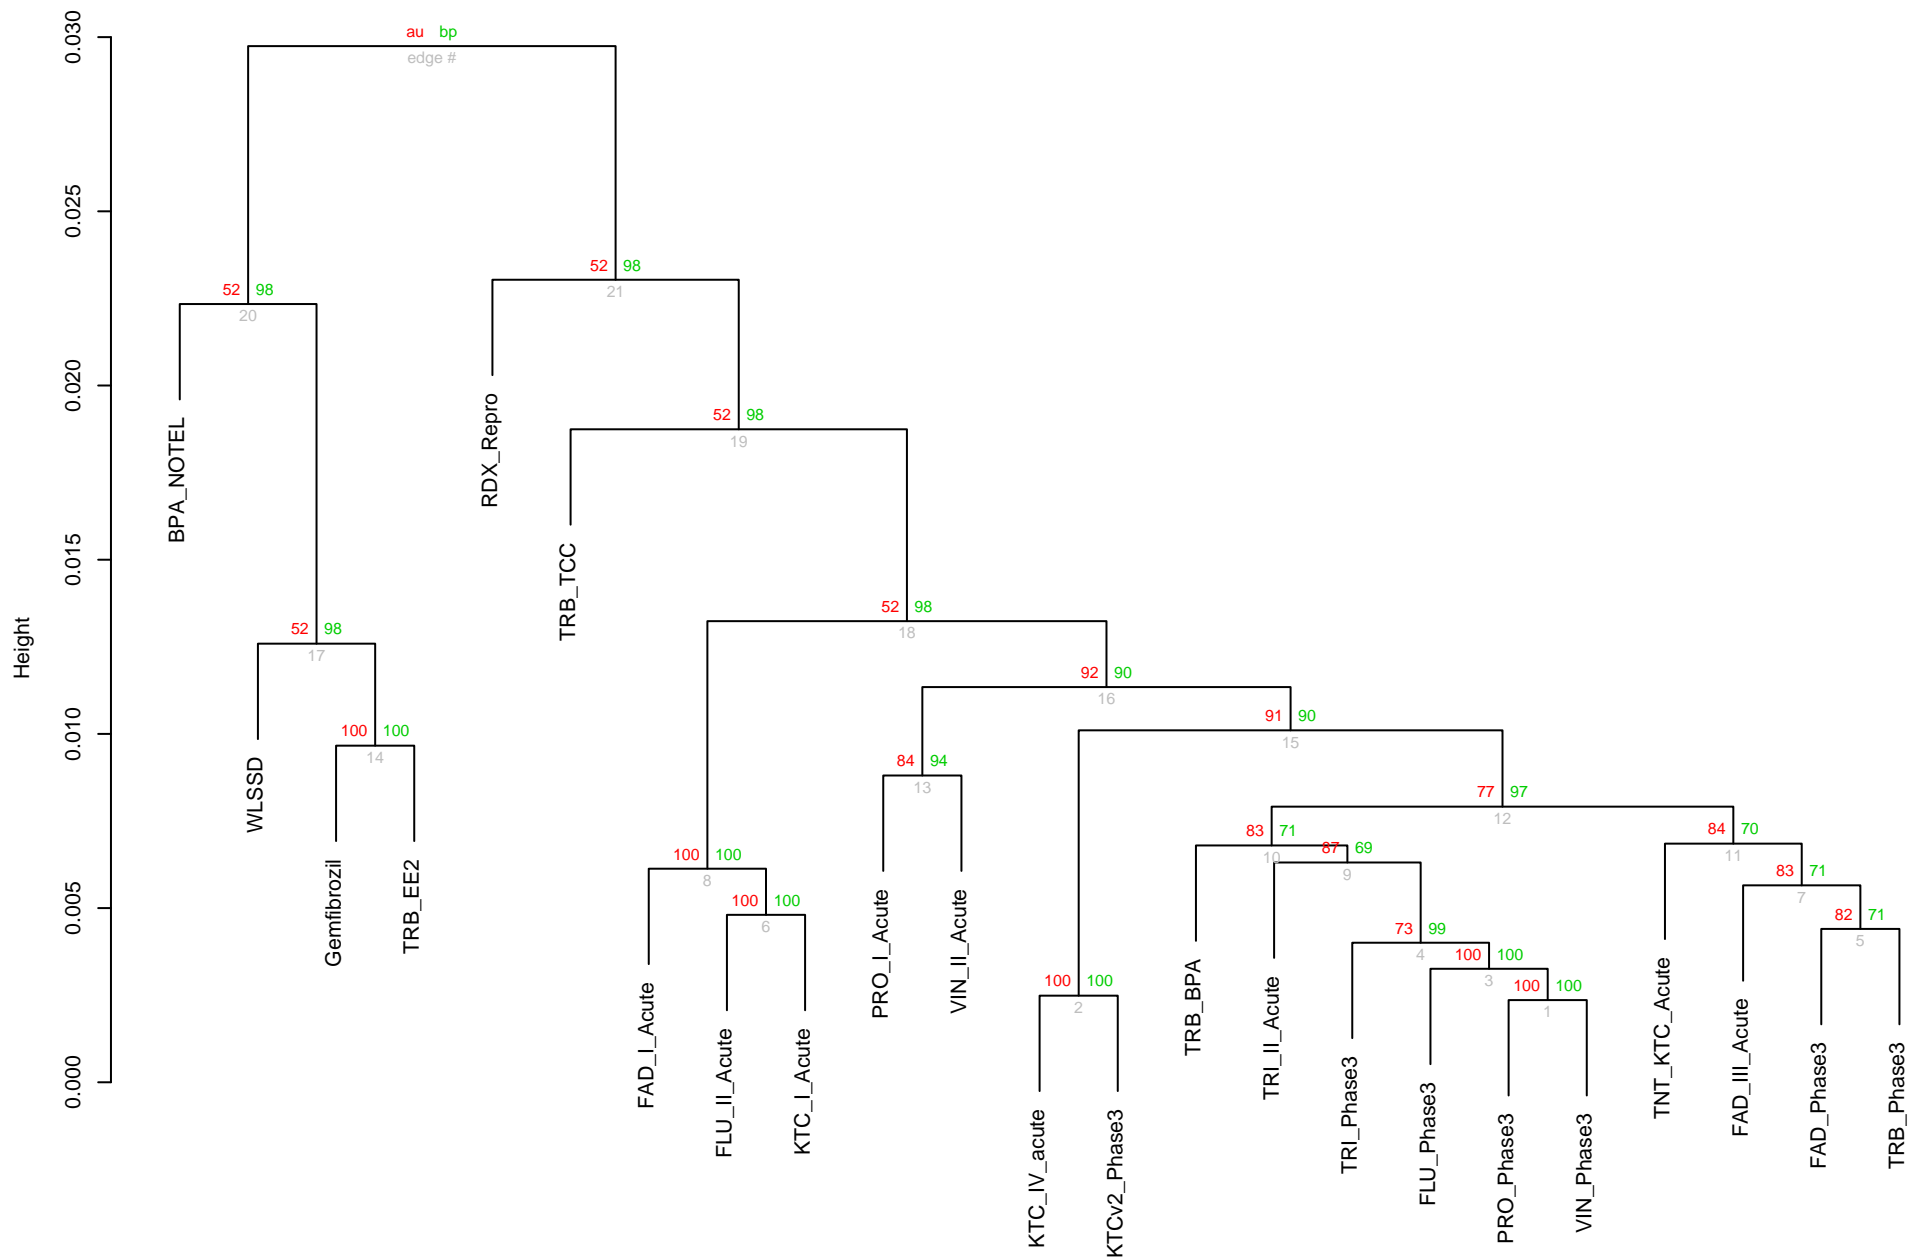 au bp
edge #
0.030
0.025
0.020
0.015
0.010
0.005
0.000
Height
52 98
21
52 98
20
52 98
19
52 98
18
52 98
17
92 90
16
91 90
15
100 100
14
84 94
13
77 97
12
84 70
11
83 71
10
87 69
9
100 100
8
83 71
7
100 100
6
82 71
5
73 99
4
100 100
3
100 100
2
100 100
1
BPA_NOTEL
WLSSD
Gemfibrozil
TRB_EE2
RDX_Repro
TRB_TCC
FAD_I_Acute
FLU_II_Acute
KTC_I_Acute
PRO_I_Acute
VIN_II_Acute
KTC_IV_acute
KTCv2_Phase3
TRB_BPA
TRI_II_Acute
TRI_Phase3
FLU_Phase3
PRO_Phase3
VIN_Phase3
TNT_KTC_Acute
FAD_III_Acute
FAD_Phase3
TRB_Phase3